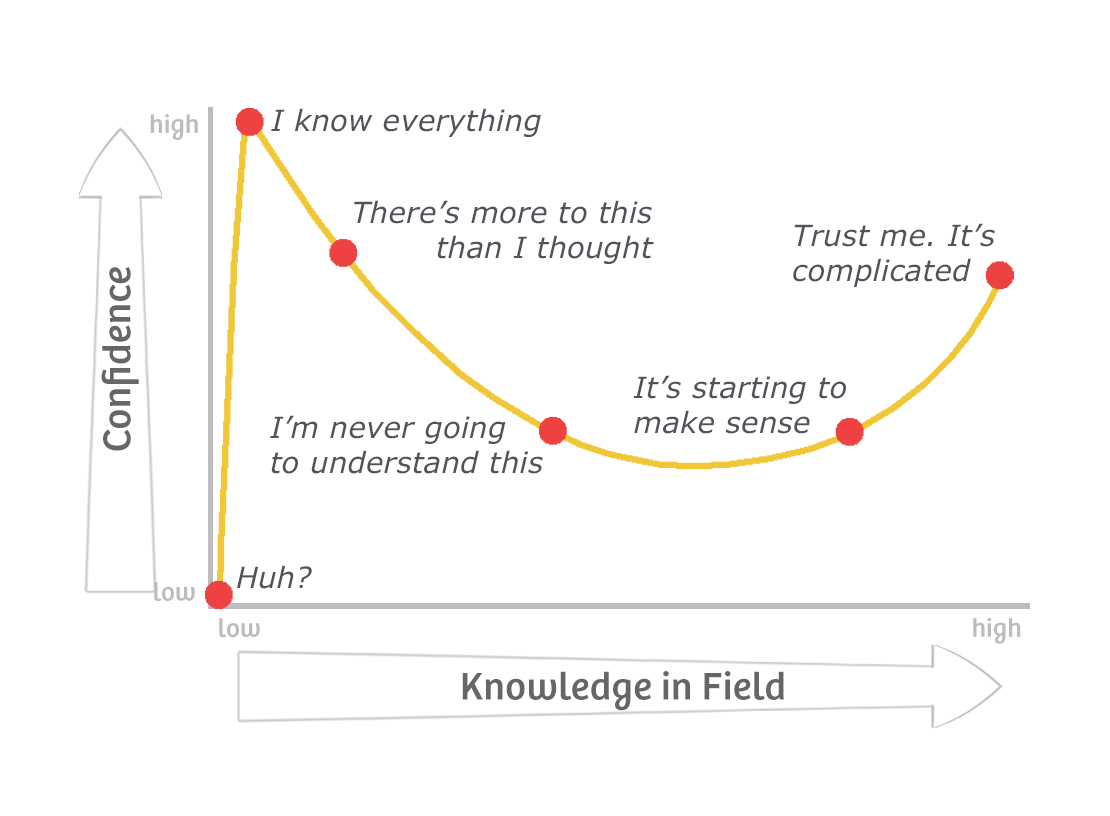 high
I know everything
There’s more to this
than I thought
Trust me. It’s
complicated
Confidence
It’s starting to
make sense
I’m never going
to understand this
Huh?
low
low
high
Knowledge in Field